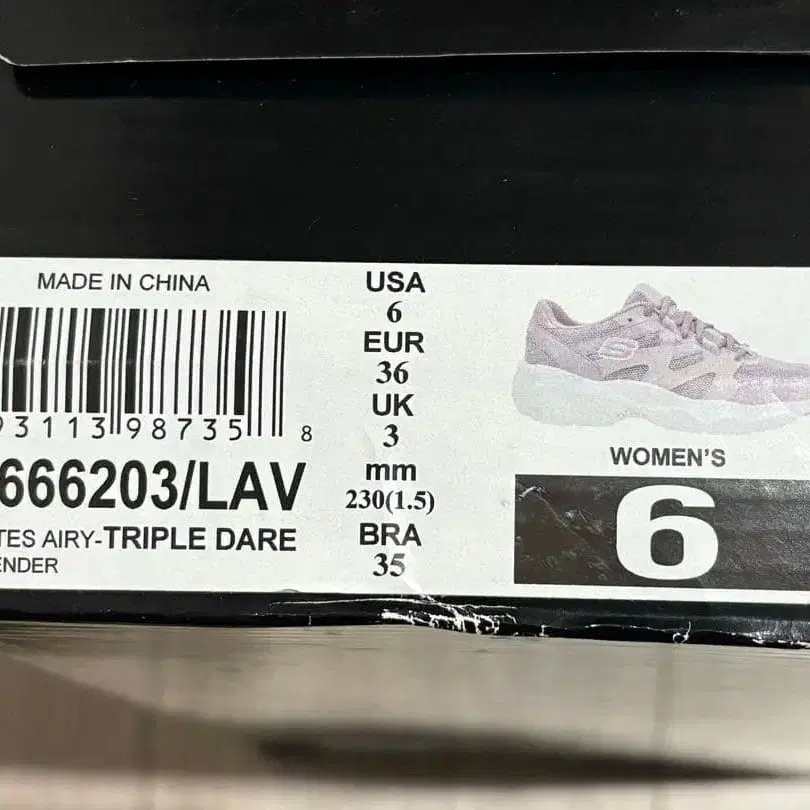 MADE IN CHINA
93113 98735 8
666203/LAV
TES AIRY-TRIPLE DARE
ENDER
USA
6
EUR
36
UK
3
mm
230(1.5)
BRA
35
WOMEN'S
6